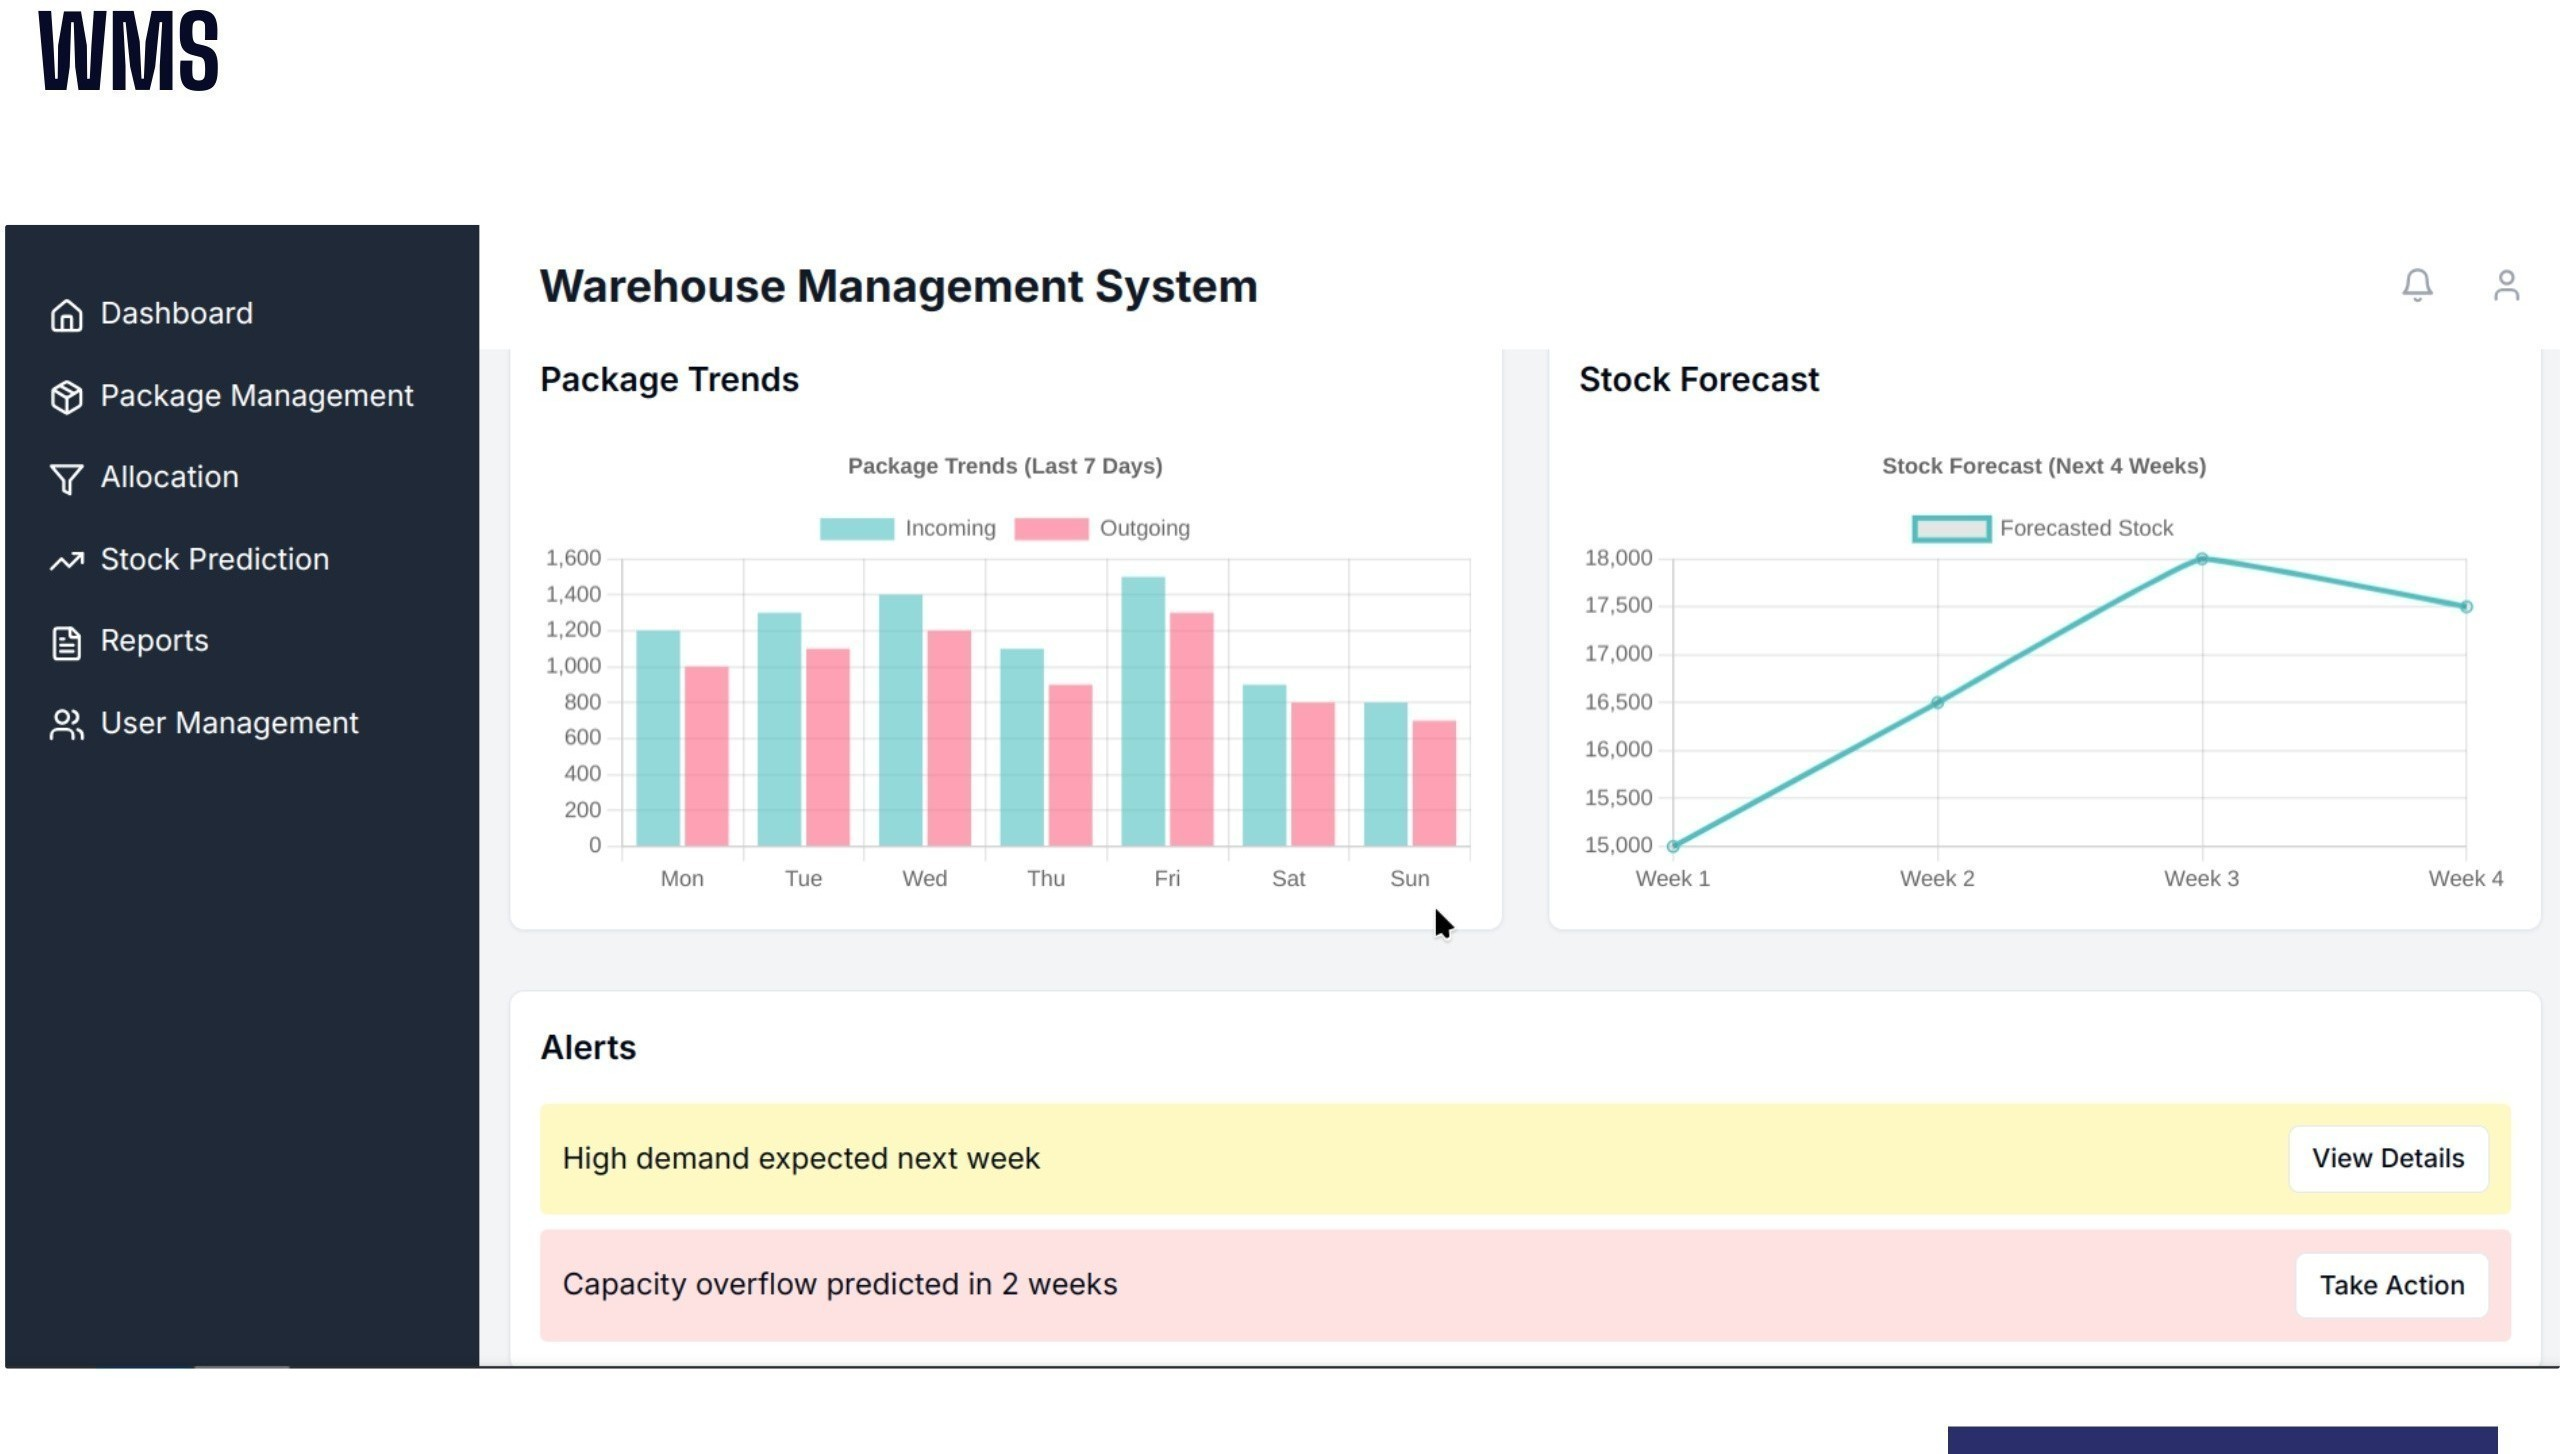 WMS
Warehouse Management System
Dashboard
Package Management
Allocation
Stock Prediction
Reports
User Management
Package Trends
Package Trends (Last 7 Days)
Incoming Outgoing
1,600
1,400
1,200
1,000
800
600
400
200
0
Mon Tue Wed Thu Fri Sat Sun
Stock Forecast
Stock Forecast (Next 4 Weeks)
Forecasted Stock
18,000
17,500
17,000
16,500
16,000
15,500
15,000
Week 1 Week 2 Week 3 Week 4
Alerts
High demand expected next week View Details
Capacity overflow predicted in 2 weeks Take Action